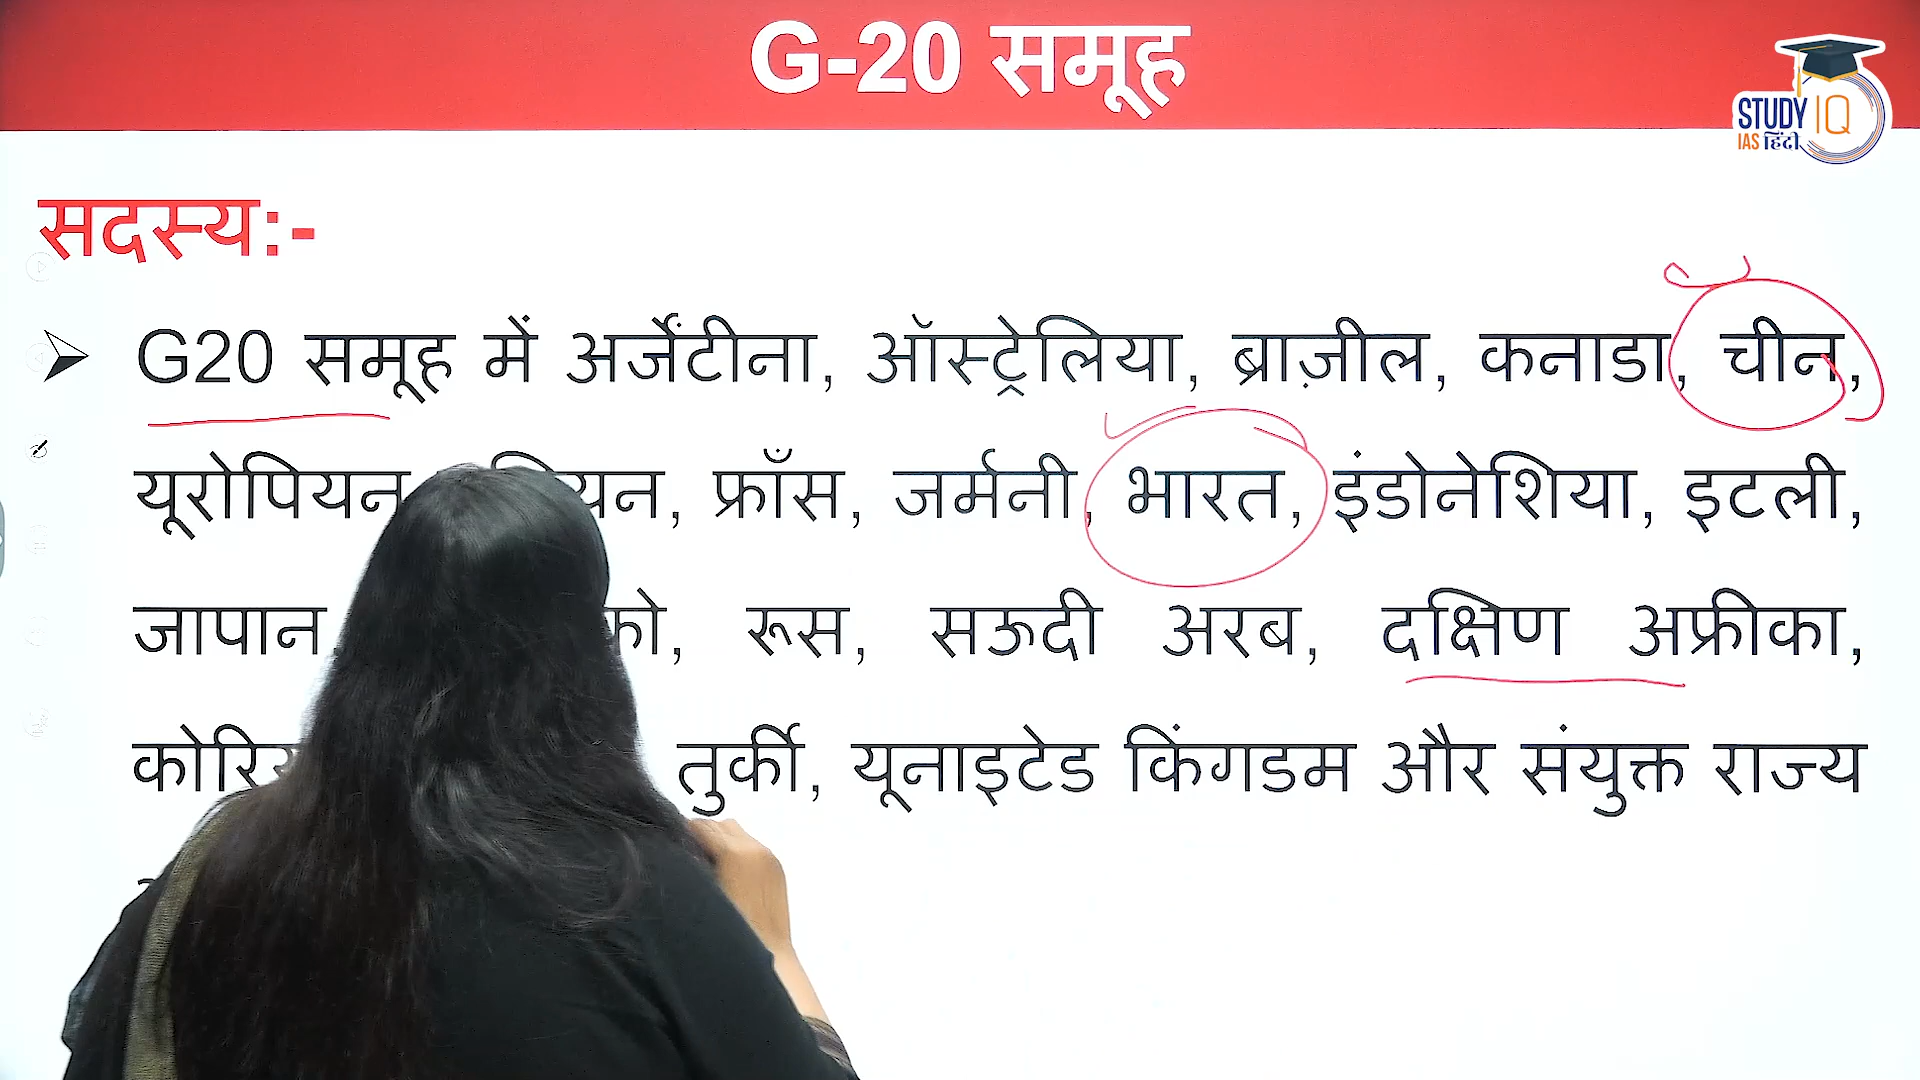 G-20 समूह
STUDY IQ
IAS हिंदी
सदस्य:-
G20 समूह में अर्जेंटीना, ऑस्ट्रेलिया, ब्राज़ील, कनाडा, चीन,
यूरोपियन फ्राँस, जर्मनी, भारत, इंडोनेशिया, इटली,
जापान रूस, सऊदी अरब, दक्षिण अफ्रीका,
तुर्की, यूनाइटेड किंगडम और संयुक्त राज्य